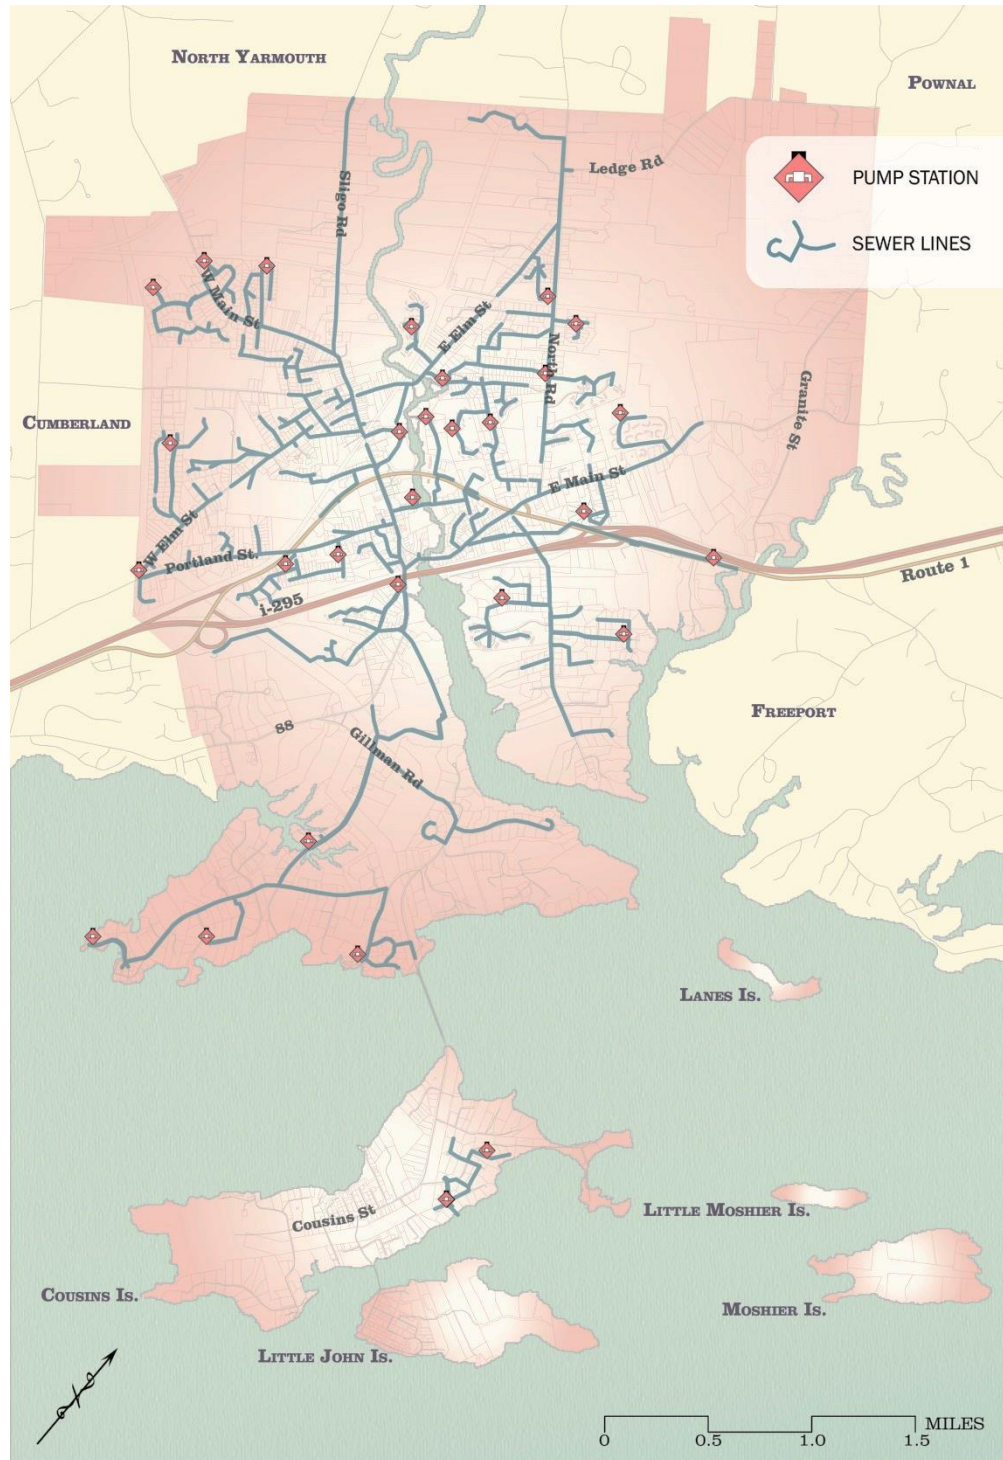 NORTH YARMOUTH
POWNAL
Ledge Rd
PUMP STATION
SEWER LINES
Sligo Rd
W Main St
E Elm St
North Rd
Granite St
CUMBERLAND
E Main St
W Elm St
Portland St.
Route 1
i-295
FREEPORT
88
Gillman Rd
LANES IS.
LITTLE MOSHIER IS.
Cousins St
COUSINS IS.
MOSHIER IS.
LITTLE JOHN IS.
MILES
0 0.5 1.0 1.5